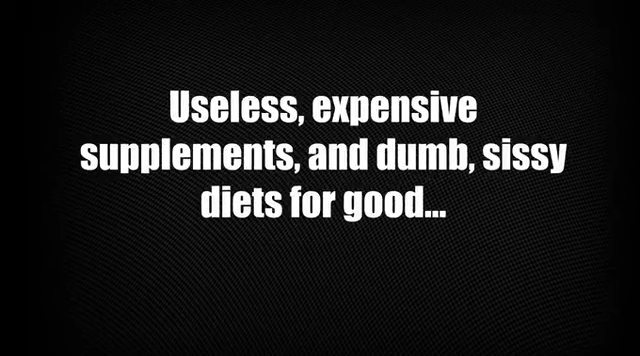 Useless, expensive
supplements, and dumb, sissy
diets for good...